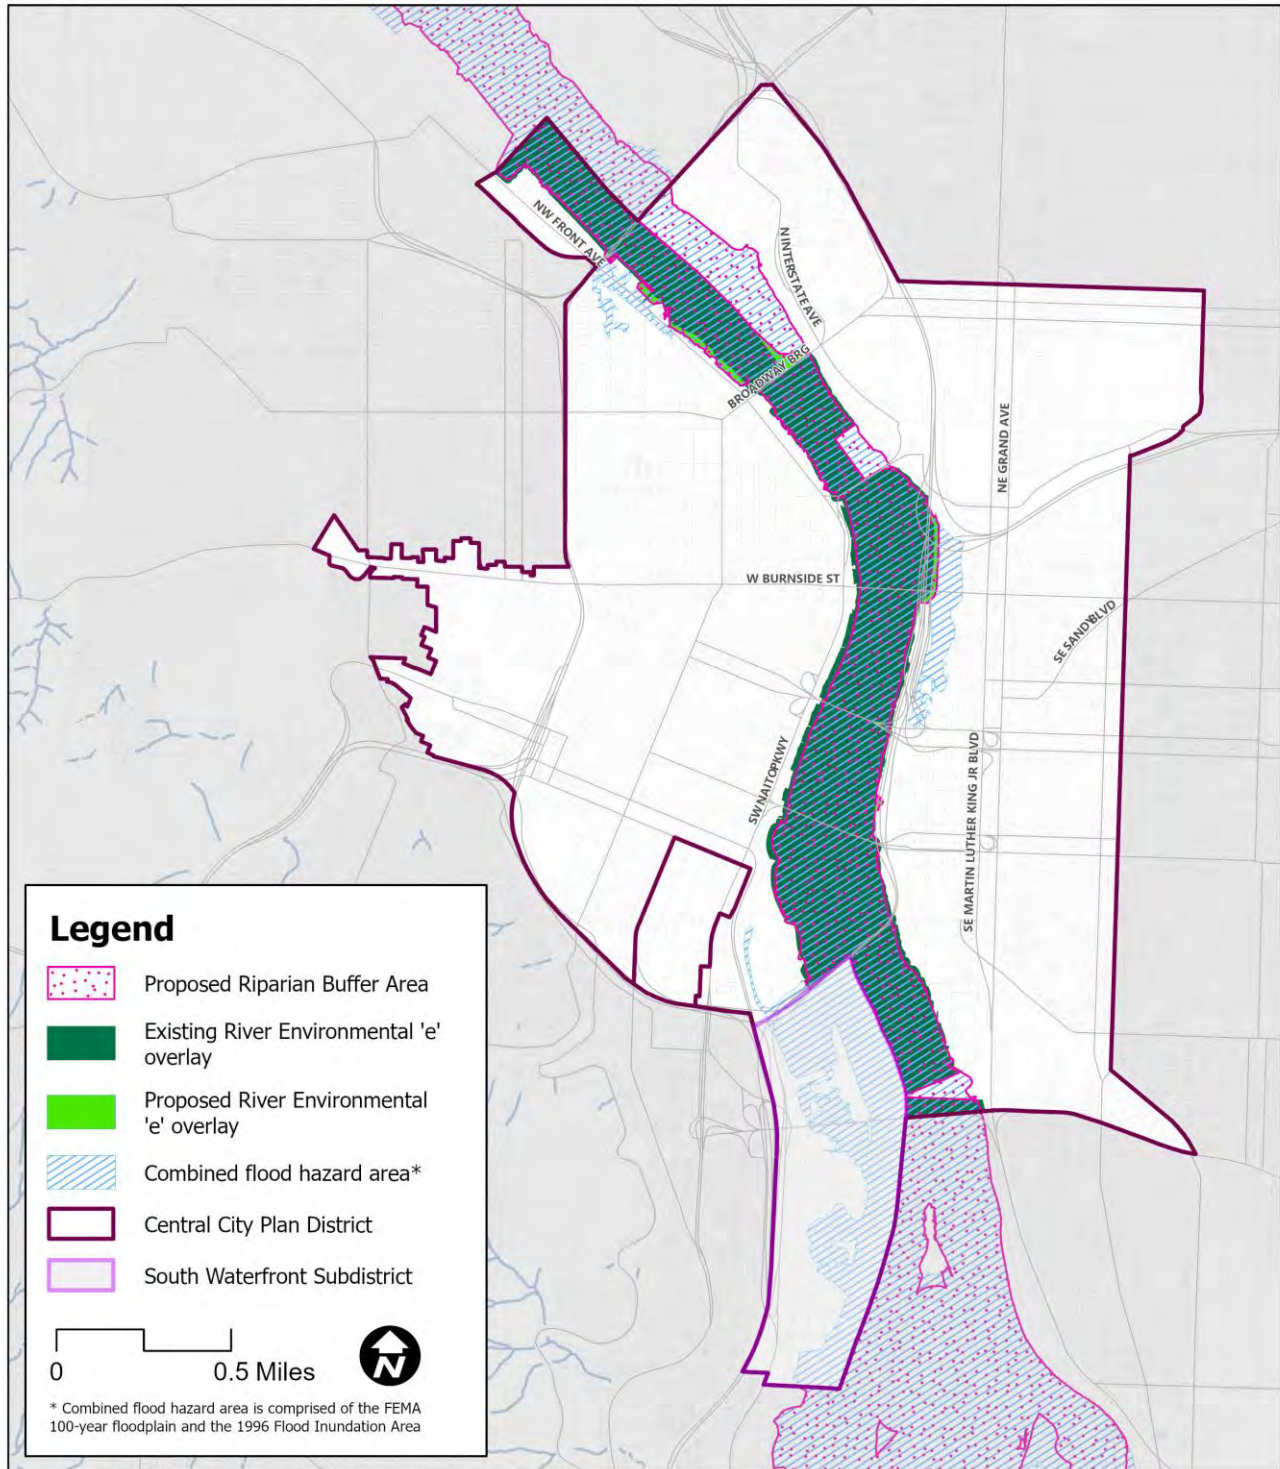 NW FRONT AVE
N INTERSTATE AVE
BROADWAY BRG
NE GRAND AVE
W BURNSIDE ST
SE SANDY BLVD
SW NAITO PKWY
SE MARTIN LUTHER KING JR BLVD
Legend
Proposed Riparian Buffer Area
Existing River Environmental 'e'
overlay
Proposed River Environmental
'e' overlay
Combined flood hazard area*
Central City Plan District
South Waterfront Subdistrict
0
0.5 Miles
N
* Combined flood hazard area is comprised of the FEMA
100-year floodplain and the 1996 Flood Inundation Area